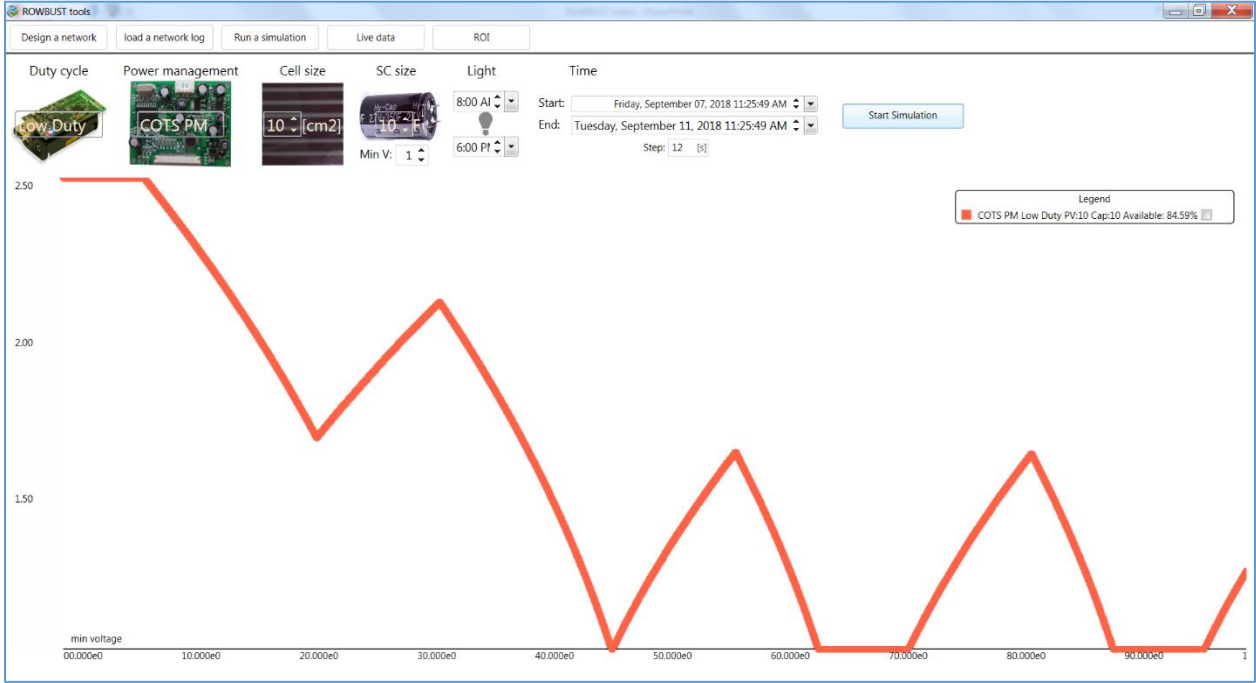 ROWBUST tools
Design a network load a network log Run a simulation Live data ROI
Duty cycle Power management Cell size SC size Light Time
Low Duty COTS PM 10 [cm2] 10 F
8:00 AI
6:00 PI
Min V: 1
Start: Friday, September 07, 2018 11:25:49 AM
End: Tuesday, September 11, 2018 11:25:49 AM
Step: 12 [s]
Start Simulation
Legend
COTS PM Low Duty PV:10 Cap:10 Available: 84.59%
2.50
2.00
1.50
min voltage
00.000e0 10.000e0 20.000e0 30.000e0 40.000e0 50.000e0 60.000e0 70.000e0 80.000e0 90.000e0 1